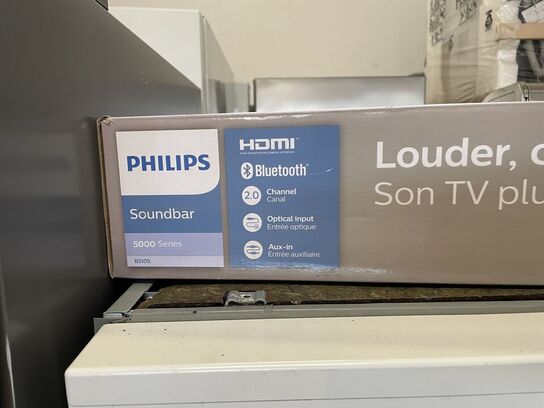 PHILIPS
Soundbar
5000 Series
B5105
HDMI
Bluetooth®
2.0 Channel
Canal
Optical input
Entrée optique
Aux-in
Entrée auxiliaire
Louder,
Son TV